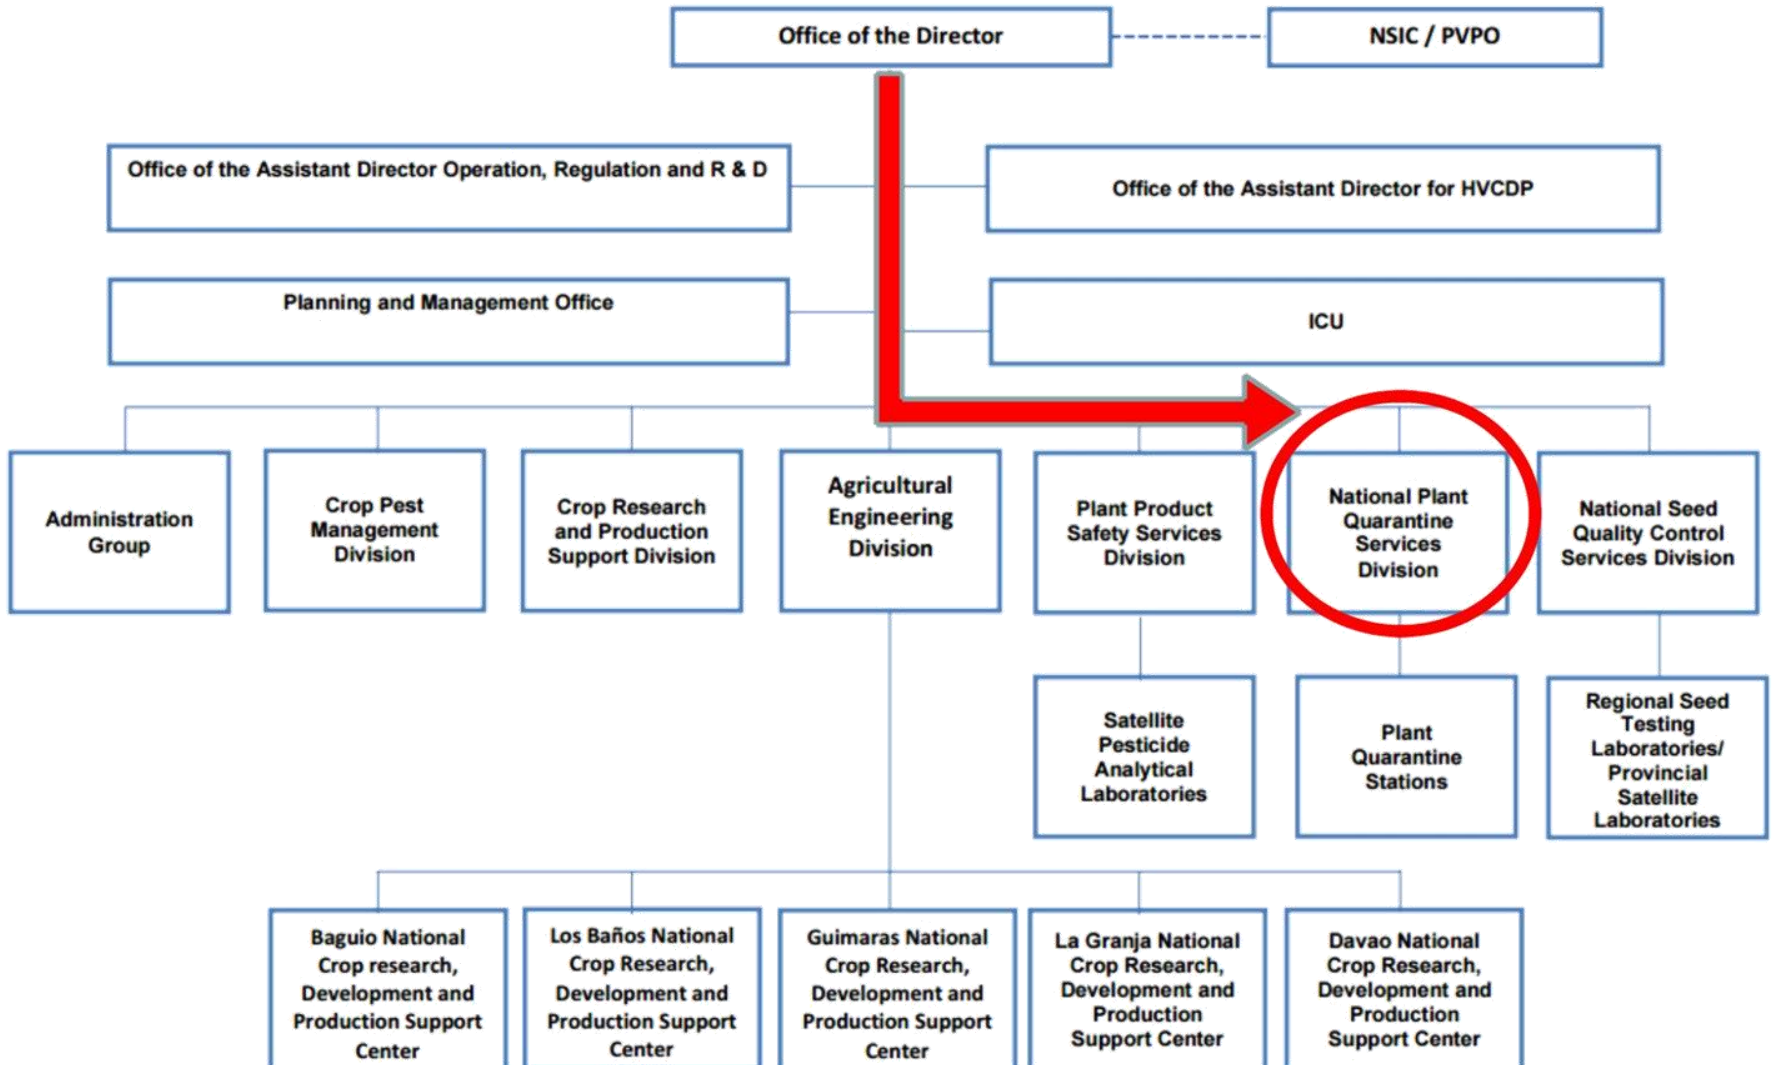 Office of the Director
NSIC / PVPO
Office of the Assistant Director Operation, Regulation and R & D
Office of the Assistant Director for HVCDP
Planning and Management Office
ICU
Administration
Group
Crop Pest
Management
Division
Crop Research
and Production
Support Division
Agricultural
Engineering
Division
Plant Product
Safety Services
Division
National Plant
Quarantine
Services
Division
National Seed
Quality Control
Services Division
Satellite
Pesticide
Analytical
Laboratories
Plant
Quarantine
Stations
Regional Seed
Testing
Laboratories/
Provincial
Satellite
Laboratories
Baguio National
Crop research,
Development and
Production Support
Center
Los Baños National
Crop Research,
Development and
Production Support
Center
Guimaras National
Crop Research,
Development and
Production Support
Center
La Granja National
Crop Research,
Development and
Production
Support Center
Davao National
Crop Research,
Development and
Production
Support Center